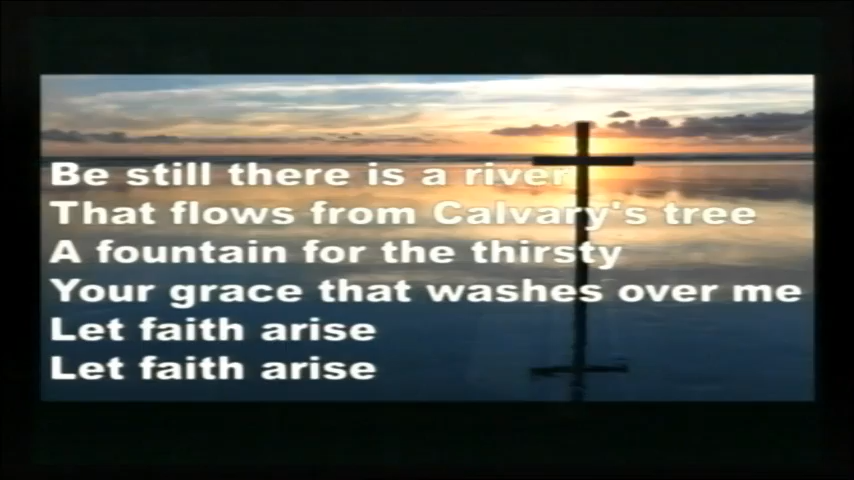 Be still there is a river
That flows from Calvary's tree
A fountain for the thirsty
Your grace that washes over me
Let faith arise
Let faith arise